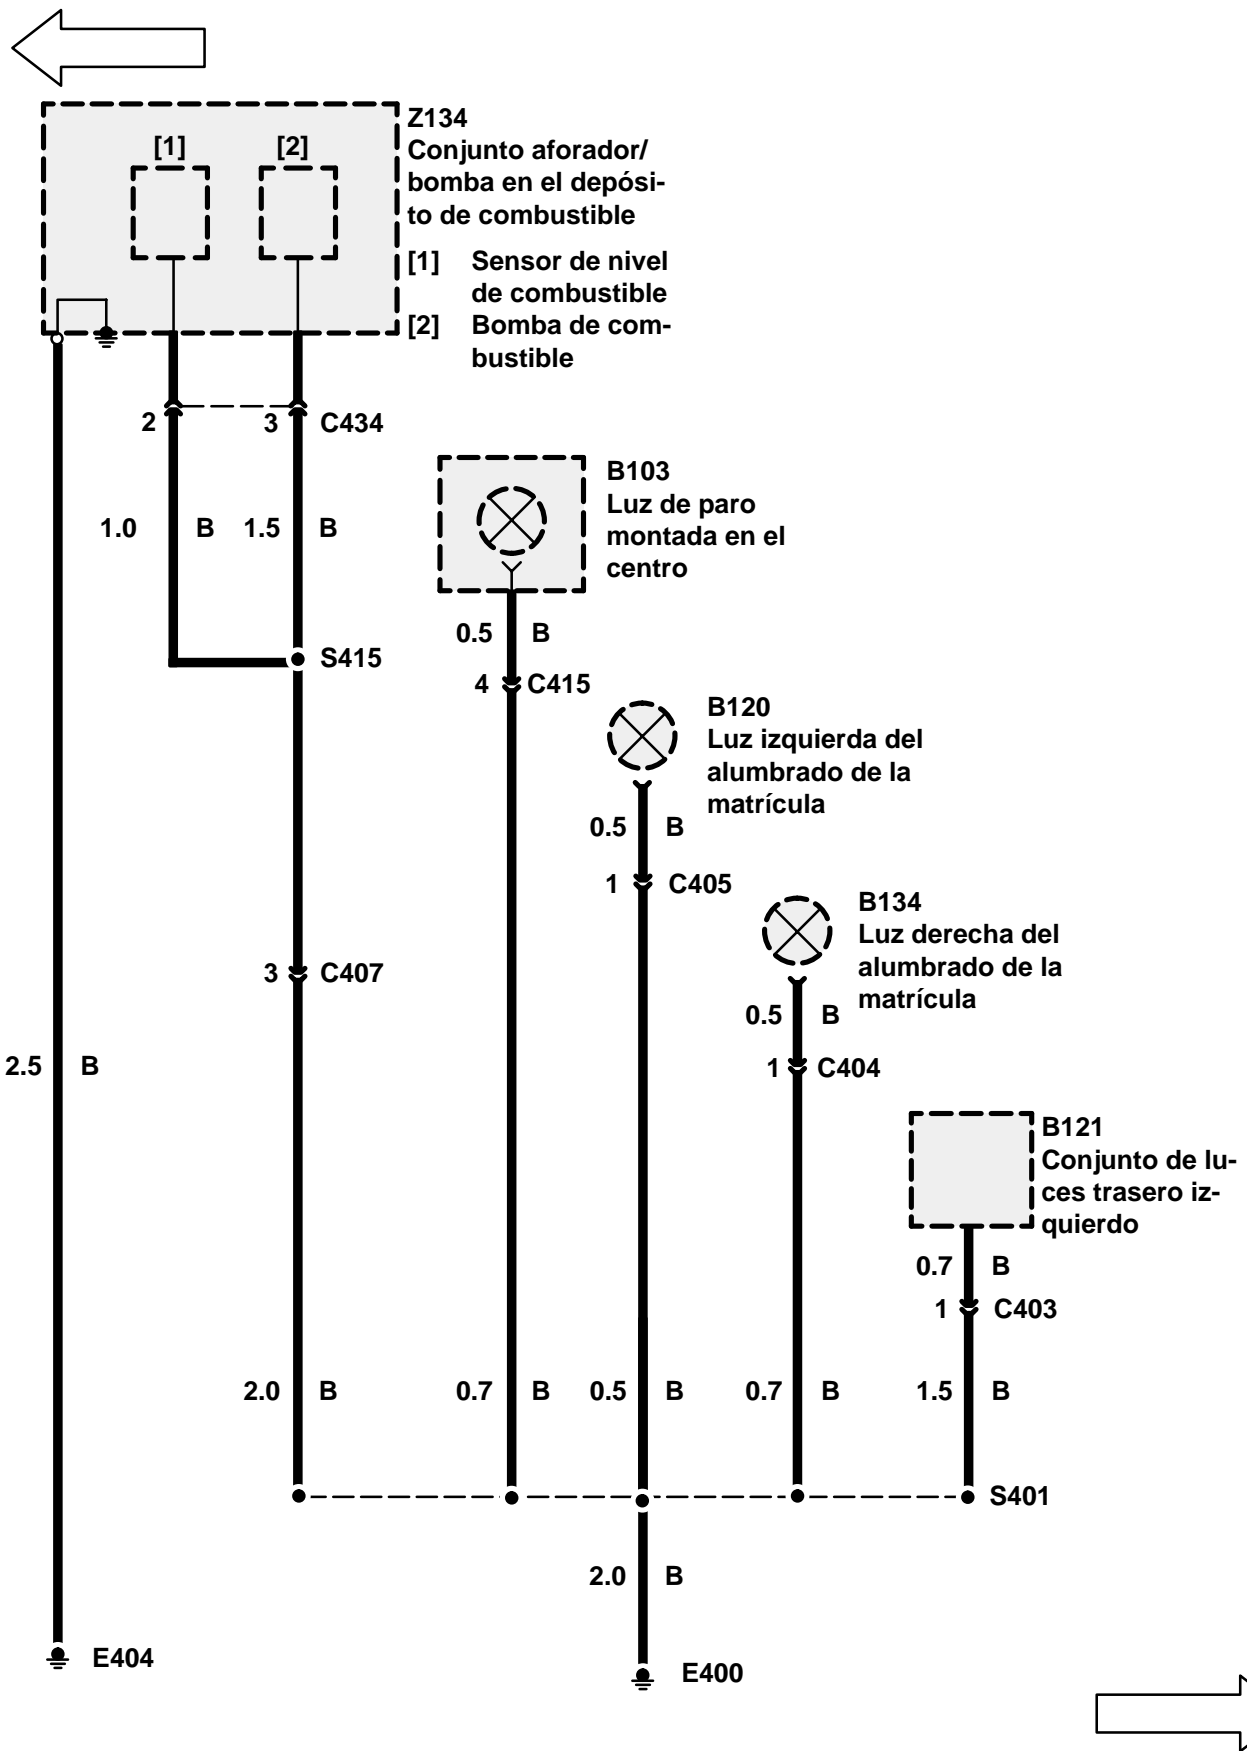 Z134
Conjunto aforador/
bomba en el depósi-
to de combustible
[1] [2]
[1] Sensor de nivel
de combustible
[2] Bomba de com-
bustible
2 3 C434
1.0 B 1.5 B
B103
Luz de paro
montada en el
centro
0.5 B
S415
4 C415
B120
Luz izquierda del
alumbrado de la
matrícula
0.5 B
1 C405
B134
Luz derecha del
alumbrado de la
matrícula
3 C407
0.5 B
2.5 B
1 C404
B121
Conjunto de lu-
ces trasero iz-
quierdo
0.7 B
1 C403
2.0 B 0.7 B 0.5 B 0.7 B 1.5 B
S401
2.0 B
E404
E400